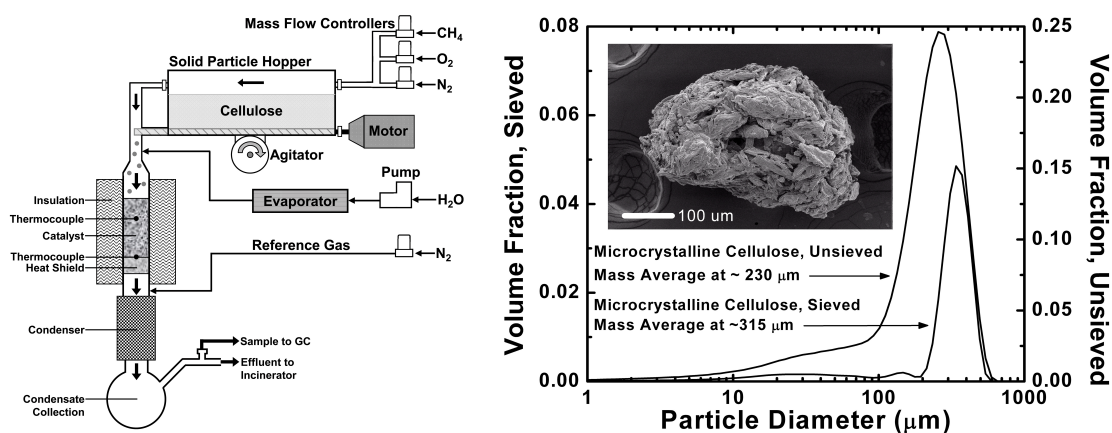 Mass Flow Controllers
CH4
O2
N2
Solid Particle Hopper
Cellulose
Motor
Agitator
Pump
Evaporator
H2O
Insulation
Thermocouple
Catalyst
Thermocouple
Heat Shield
Reference Gas
N2
Condenser
Sample to GC
Effluent to
Incinerator
Condensate
Collection
Volume Fraction, Sieved
0.08
0.06
0.04
0.02
0.00
100 um
Microcrystalline Cellulose, Unsieved
Mass Average at ~ 230 μm
Microcrystalline Cellulose, Sieved
Mass Average at ~315 μm
1
10
100
1000
Particle Diameter (μm)
0.25
0.20
0.15
0.10
0.05
0.00
Volume Fraction, Unsieved